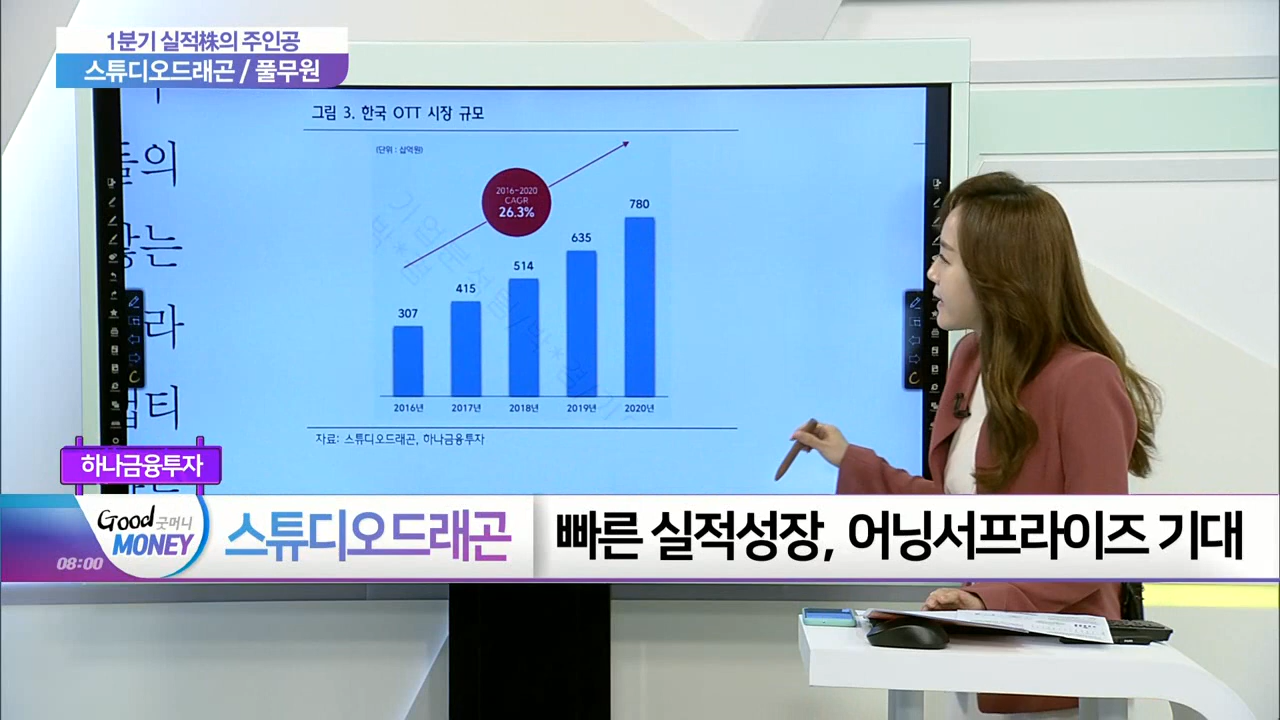 1분기 실적株의 주인공
스튜디오드래곤 / 풀무원
들의
않는
라
티
그림 3. 한국 OTT 시장 규모
(단위 : 십억원)
2016-2020
CAGR
26.3%
307
415
514
635
780
2016년
2017년
2018년
2019년
2020년
자료: 스튜디오드래곤, 하나금융투자
하나금융투자
Good 굿머니
MONEY
08:00
스튜디오드래곤
빠른 실적성장, 어닝서프라이즈 기대